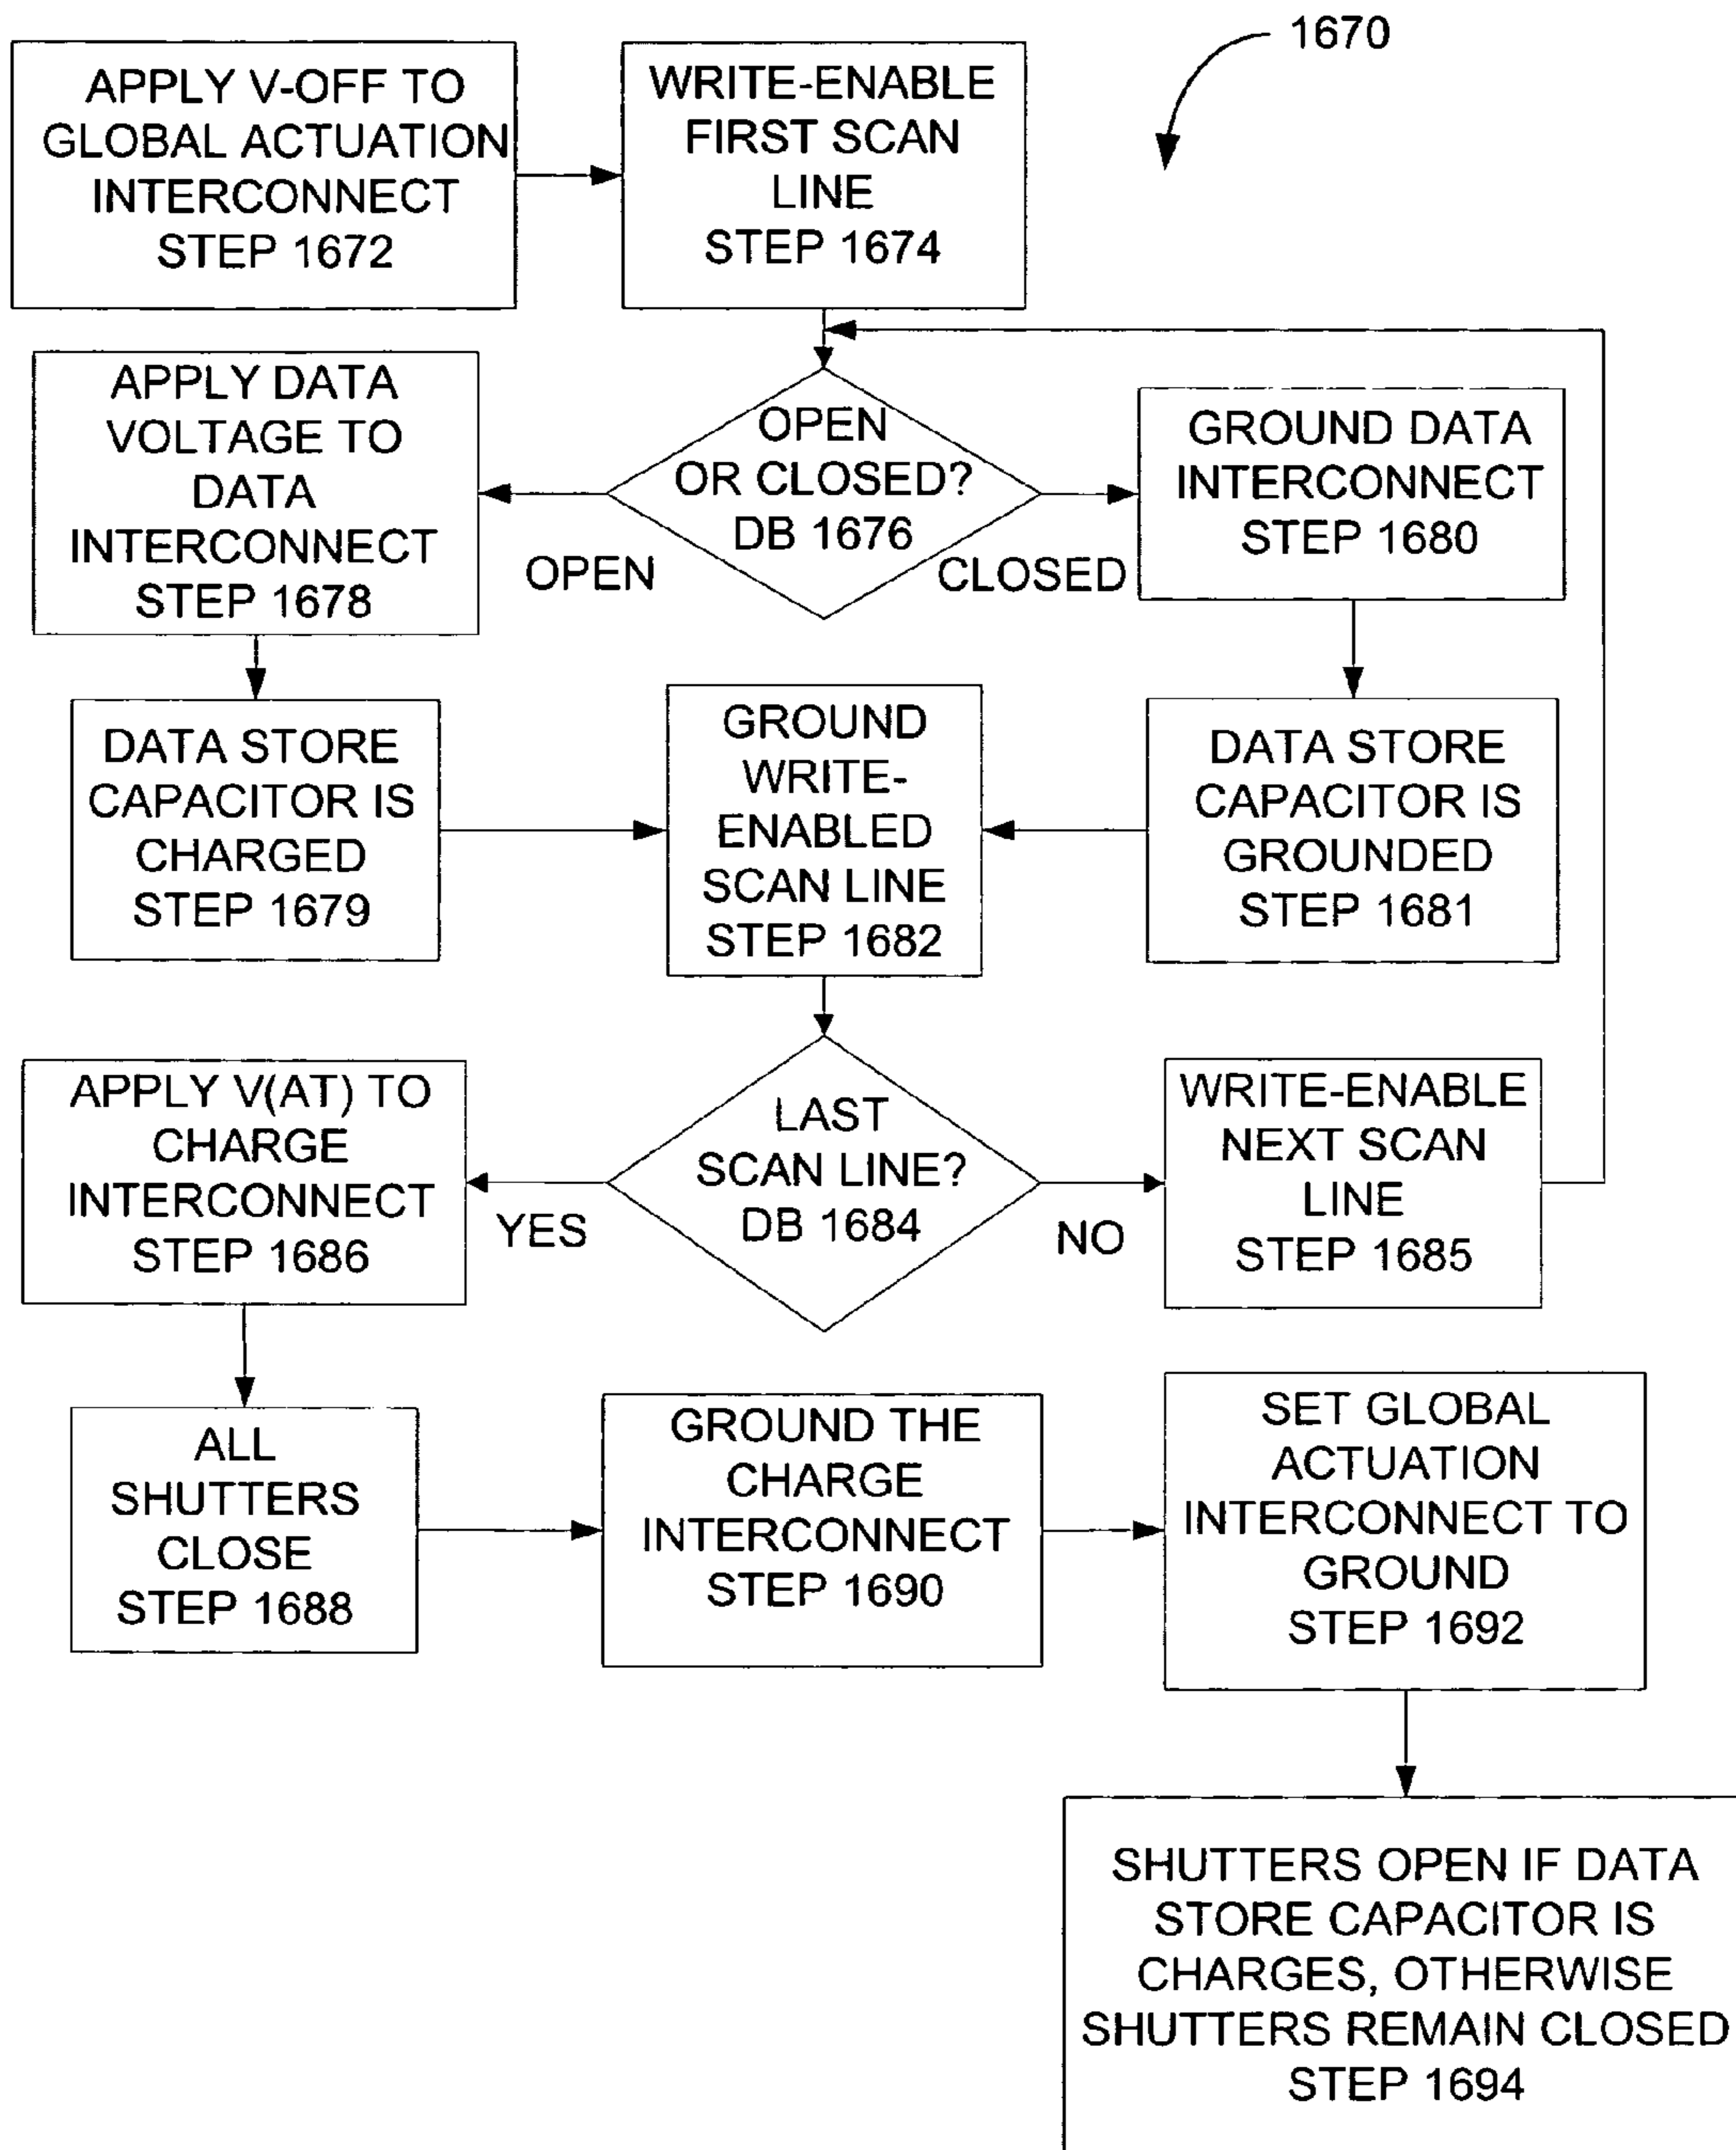 1670
APPLY V-OFF TO
GLOBAL ACTUATION
INTERCONNECT
STEP 1672
WRITE-ENABLE
FIRST SCAN
LINE
STEP 1674
APPLY DATA
VOLTAGE TO
DATA
INTERCONNECT
STEP 1678
OPEN
OR CLOSED?
DB 1676
OPEN
CLOSED
GROUND DATA
INTERCONNECT
STEP 1680
DATA STORE
CAPACITOR IS
CHARGED
STEP 1679
GROUND
WRITE-
ENABLED
SCAN LINE
STEP 1682
DATA STORE
CAPACITOR IS
GROUNDED
STEP 1681
APPLY V(AT) TO
CHARGE
INTERCONNECT
STEP 1686
YES
LAST
SCAN LINE?
DB 1684
NO
WRITE-ENABLE
NEXT SCAN
LINE
STEP 1685
ALL
SHUTTERS
CLOSE
STEP 1688
GROUND THE
CHARGE
INTERCONNECT
STEP 1690
SET GLOBAL
ACTUATION
INTERCONNECT TO
GROUND
STEP 1692
SHUTTERS OPEN IF DATA
STORE CAPACITOR IS
CHARGES, OTHERWISE
SHUTTERS REMAIN CLOSED
STEP 1694